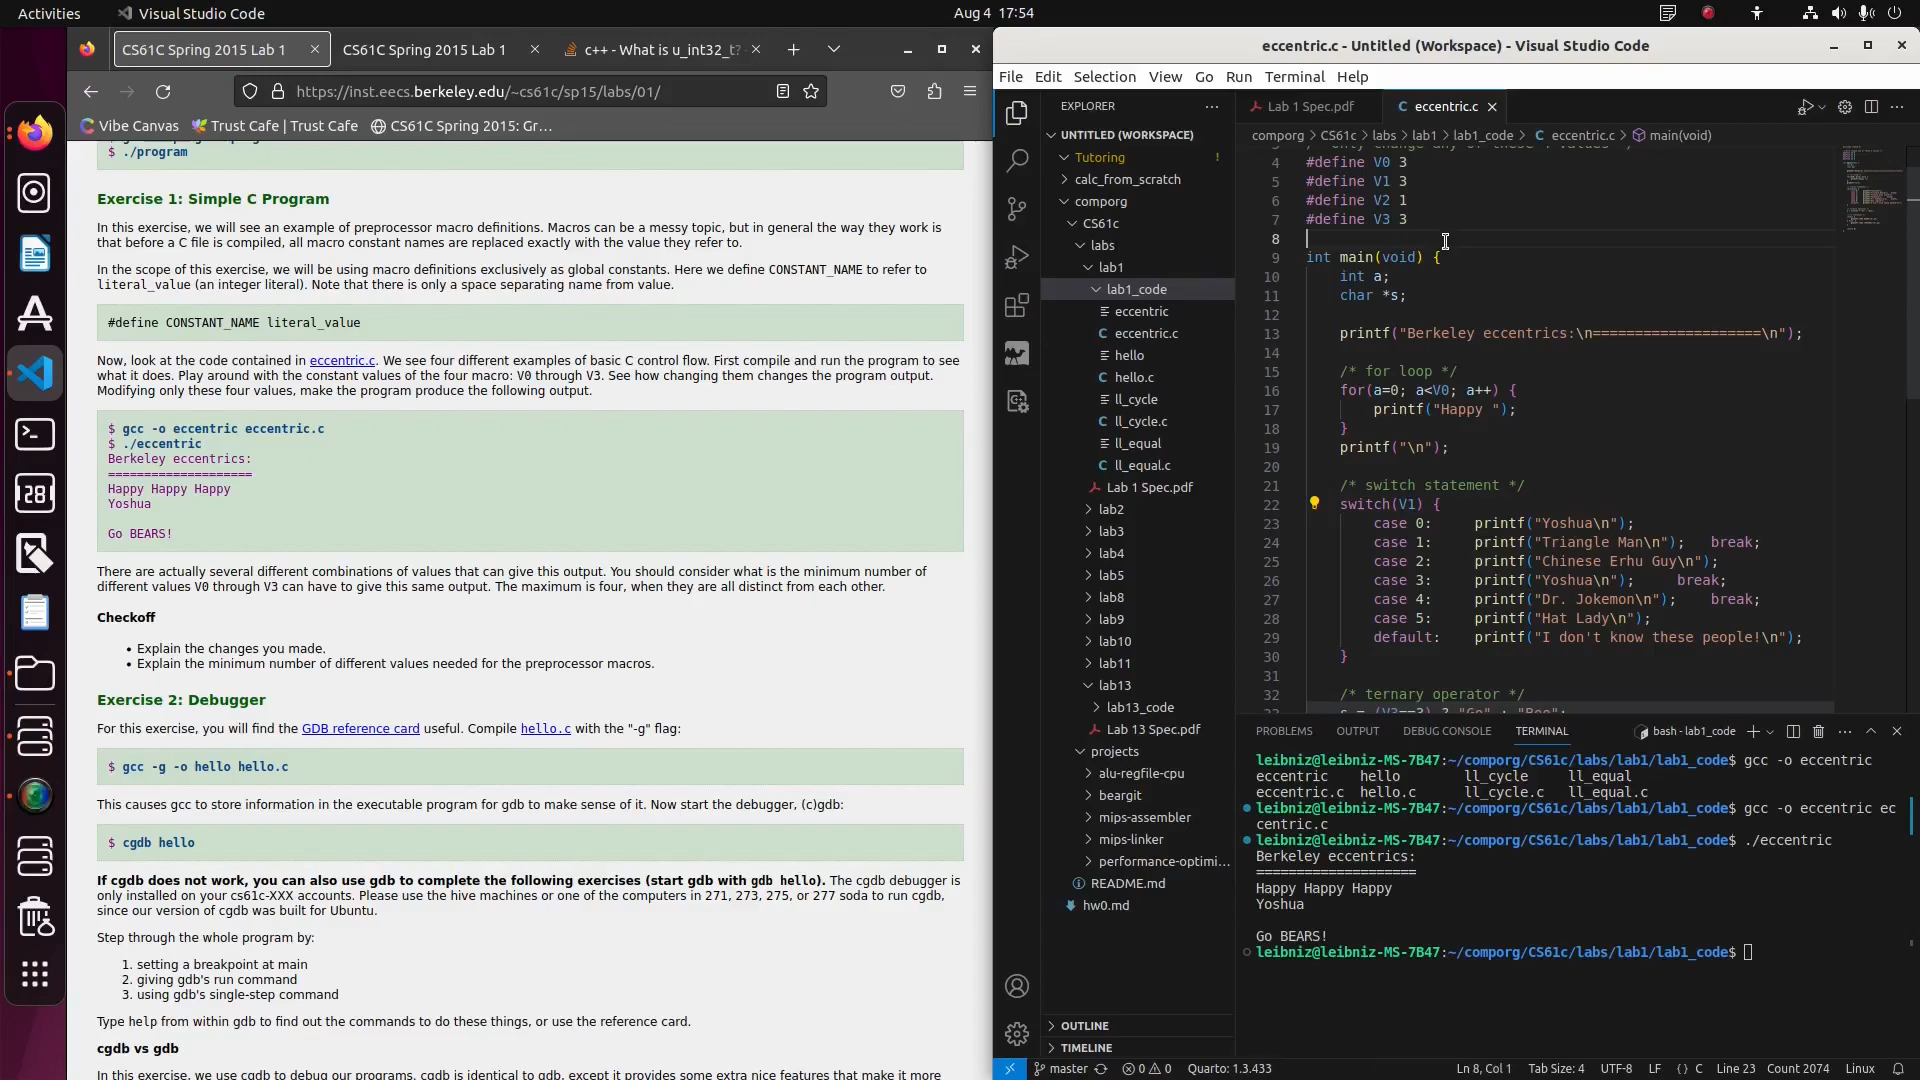 Activities
Visual Studio Code
Aug 4 17:54
CS61C Spring 2015 Lab 1
CS61C Spring 2015 Lab 1
c++ - What is u_int32_t?
https://inst.eecs.berkeley.edu/~cs61c/sp15/labs/01/
Vibe Canvas
Trust Cafe | Trust Cafe
CS61C Spring 2015: Gr…
$ ./program
Exercise 1: Simple C Program
In this exercise, we will see an example of preprocessor macro definitions. Macros can be a messy topic, but in general the way they work is
that before a C file is compiled, all macro constant names are replaced exactly with the value they refer to.
In the scope of this exercise, we will be using macro definitions exclusively as global constants. Here we define CONSTANT_NAME to refer to
literal_value (an integer literal). Note that there is only a space separating name from value.
#define CONSTANT_NAME literal_value
Now, look at the code contained in eccentric.c. We see four different examples of basic C control flow. First compile and run the program to see
what it does. Play around with the constant values of the four macro: V0 through V3. See how changing them changes the program output.
Modifying only these four values, make the program produce the following output.
$ gcc -o eccentric eccentric.c
$ ./eccentric
Berkeley eccentrics:
====================
Happy Happy Happy
Yoshua
Go BEARS!
There are actually several different combinations of values that can give this output. You should consider what is the minimum number of
different values V0 through V3 can have to give this same output. The maximum is four, when they are all distinct from each other.
Checkoff
• Explain the changes you made.
• Explain the minimum number of different values needed for the preprocessor macros.
Exercise 2: Debugger
For this exercise, you will find the GDB reference card useful. Compile hello.c with the "-g" flag:
$ gcc -g -o hello hello.c
This causes gcc to store information in the executable program for gdb to make sense of it. Now start the debugger, (c)gdb:
$ cgdb hello
If cgdb does not work, you can also use gdb to complete the following exercises (start gdb with gdb hello). The cgdb debugger is
only installed on your cs61c-XXX accounts. Please use the hive machines or one of the computers in 271, 273, 275, or 277 soda to run cgdb,
since our version of cgdb was built for Ubuntu.
Step through the whole program by:
1. setting a breakpoint at main
2. giving gdb's run command
3. using gdb's single-step command
Type help from within gdb to find out the commands to do these things, or use the reference card.
cgdb vs gdb
In this exercise, we use cgdb to debug our programs. cgdb is identical to gdb, except it provides some extra nice features that make it more
eccentric.c - Untitled (Workspace) - Visual Studio Code
File Edit Selection View Go Run Terminal Help
EXPLORER
UNTITLED (WORKSPACE)
Tutoring !
calc_from_scratch
comporg
CS61c
labs
lab1
lab1_code
eccentric
C eccentric.c
hello
C hello.c
ll_cycle
C ll_cycle.c
ll_equal
C ll_equal.c
Lab 1 Spec.pdf
lab2
lab3
lab4
lab5
lab8
lab9
lab10
lab11
lab13
lab13_code
Lab 13 Spec.pdf
projects
alu-regfile-cpu
beargit
mips-assembler
mips-linker
performance-optimi...
README.md
hw0.md
OUTLINE
TIMELINE
Lab 1 Spec.pdf
C eccentric.c
comporg > CS61c > labs > lab1 > lab1_code > C eccentric.c > main(void)
4 #define V0 3
5 #define V1 3
6 #define V2 1
7 #define V3 3
8
9 int main(void) {
10 int a;
11 char *s;
12
13 printf("Berkeley eccentrics:\n====================\n");
14
15 /* for loop */
16 for(a=0; a<V0; a++) {
17 printf("Happy ");
18 }
19 printf("\n");
20
21 /* switch statement */
22 switch(V1) {
23 case 0: printf("Yoshua\n");
24 case 1: printf("Triangle Man\n"); break;
25 case 2: printf("Chinese Erhu Guy\n");
26 case 3: printf("Yoshua\n"); break;
27 case 4: printf("Dr. Jokemon\n"); break;
28 case 5: printf("Hat Lady\n");
29 default: printf("I don't know these people!\n");
30 }
31
32 /* ternary operator */
s = (V3==3) ? "Go" : "Boo";
PROBLEMS OUTPUT DEBUG CONSOLE TERMINAL
bash - lab1_code
leibniz@leibniz-MS-7B47:~/comporg/CS61c/labs/lab1/lab1_code$ gcc -o eccentric
eccentric hello ll_cycle ll_equal
eccentric.c hello.c ll_cycle.c ll_equal.c
leibniz@leibniz-MS-7B47:~/comporg/CS61c/labs/lab1/lab1_code$ gcc -o eccentric ec
centric.c
leibniz@leibniz-MS-7B47:~/comporg/CS61c/labs/lab1/lab1_code$ ./eccentric
Berkeley eccentrics:
====================
Happy Happy Happy
Yoshua
Go BEARS!
leibniz@leibniz-MS-7B47:~/comporg/CS61c/labs/lab1/lab1_code$
master
0 0
Quarto: 1.3.433
Ln 8, Col 1
Tab Size: 4
UTF-8
LF
{ } C
Line 23
Count 2074
Linux
28